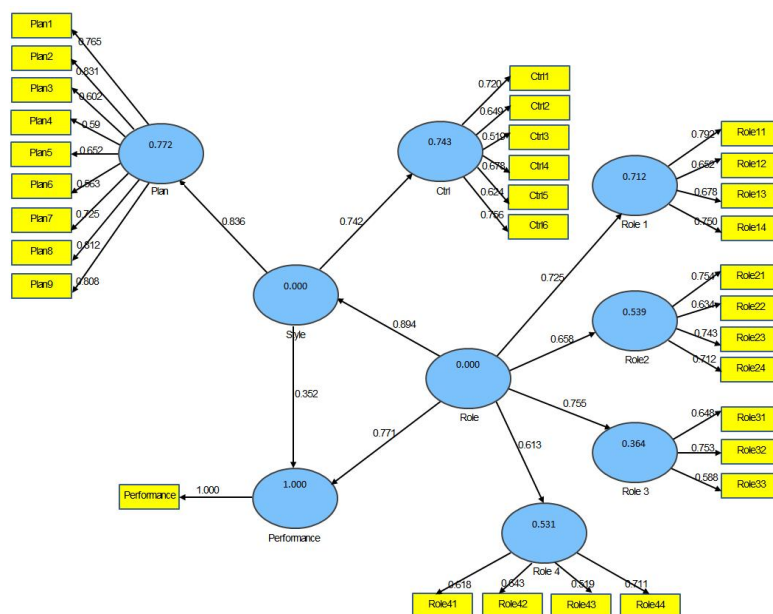 Plan1
Plan2
Plan3
Plan4
Plan5
Plan6
Plan7
Plan8
Plan9
0.765
0.831
0.602
0.59
0.652
0.563
0.725
0.812
0.808
0.772
Plan
0.836
0.742
0.743
Ctrl
0.720
0.649
0.519
0.678
0.624
0.756
Ctrl1
Ctrl2
Ctrl3
Ctrl4
Ctrl5
Ctrl6
0.000
Style
0.894
0.352
0.000
Role
0.771
0.725
0.658
0.755
0.613
0.712
Role 1
0.792
0.652
0.678
0.750
Role11
Role12
Role13
Role14
0.539
Role2
0.754
0.634
0.743
0.712
Role21
Role22
Role23
Role24
0.364
Role 3
0.648
0.753
0.588
Role31
Role32
Role33
Performance
1.000
1.000
Performance
0.531
Role 4
0.618
0.643
0.519
0.711
Role41
Role42
Role43
Role44